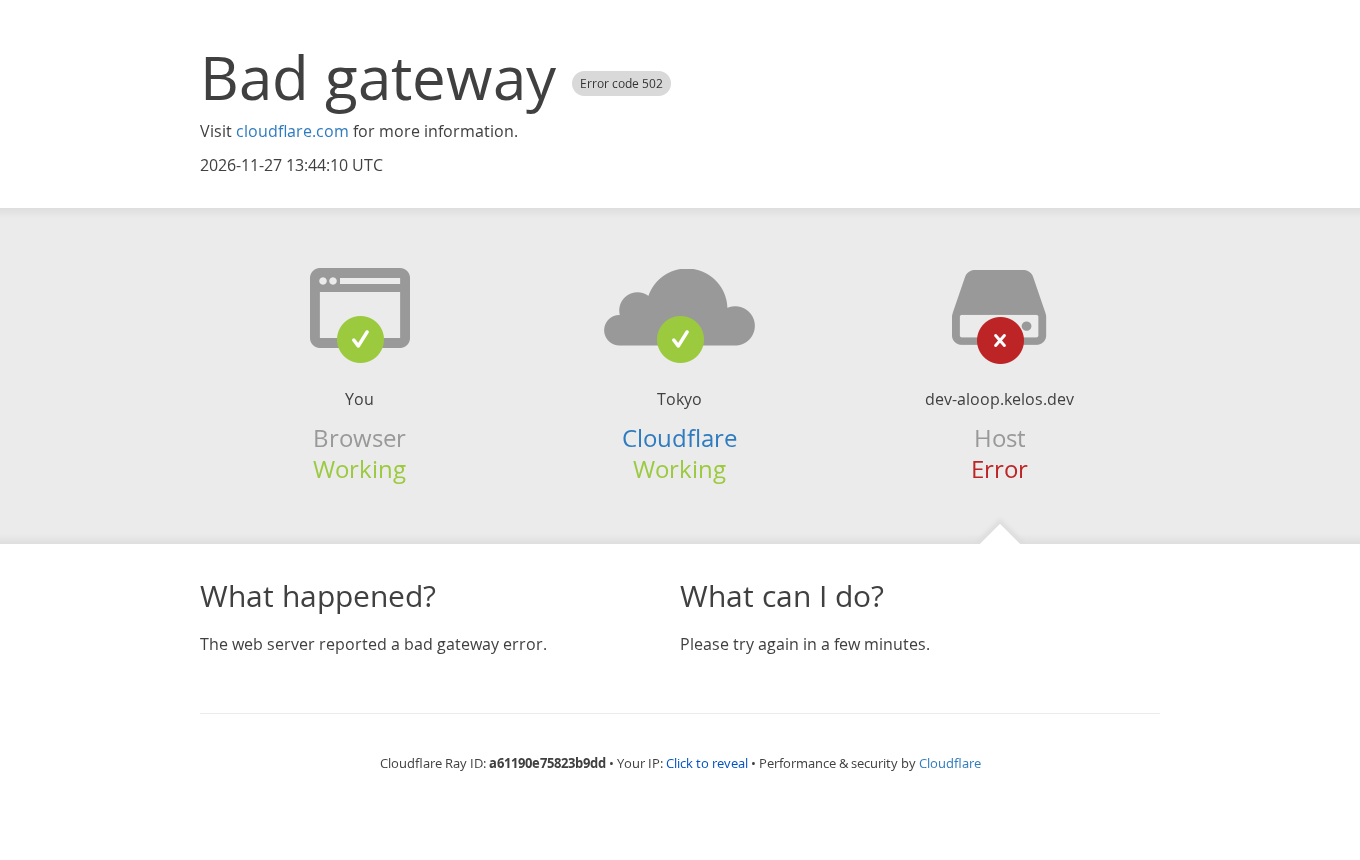 Bad gateway Error code 502
Visit cloudflare.com for more information.
2026-11-27 13:44:10 UTC
You
Browser
Working
Tokyo
Cloudflare
Working
dev-aloop.kelos.dev
Host
Error
What happened?
The web server reported a bad gateway error.
What can I do?
Please try again in a few minutes.
Cloudflare Ray ID: a61190e75823b9dd • Your IP: Click to reveal • Performance & security by Cloudflare